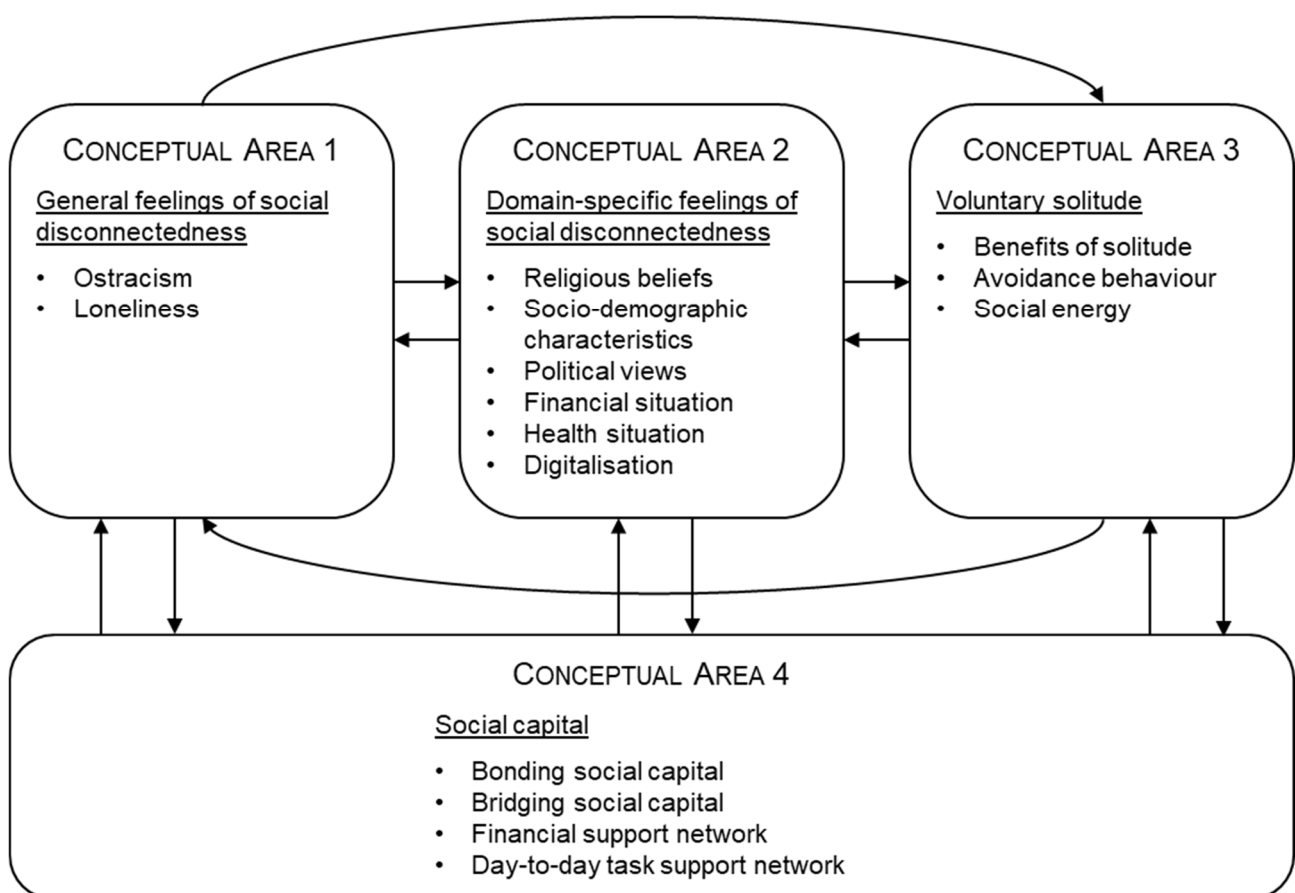 CONCEPTUAL AREA 1
General feelings of social
disconnectedness
• Ostracism
• Loneliness
CONCEPTUAL AREA 2
Domain-specific feelings of
social disconnectedness
• Religious beliefs
• Socio-demographic
characteristics
• Political views
• Financial situation
• Health situation
• Digitalisation
CONCEPTUAL AREA 3
Voluntary solitude
• Benefits of solitude
• Avoidance behaviour
• Social energy
CONCEPTUAL AREA 4
Social capital
• Bonding social capital
• Bridging social capital
• Financial support network
• Day-to-day task support network